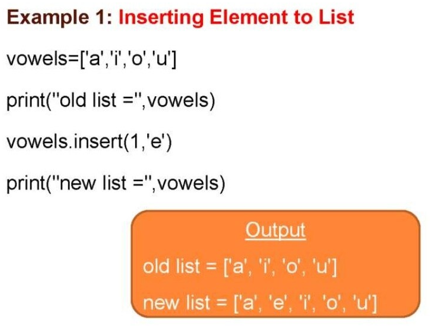 Example 1: Inserting Element to List
vowels=['a','i','o','u']
print("old list =",vowels)
vowels.insert(1,'e')
print("new list =",vowels)
Output
old list = ['a', 'i', 'o', 'u']
new list = ['a', 'e', 'i', 'o', 'u']